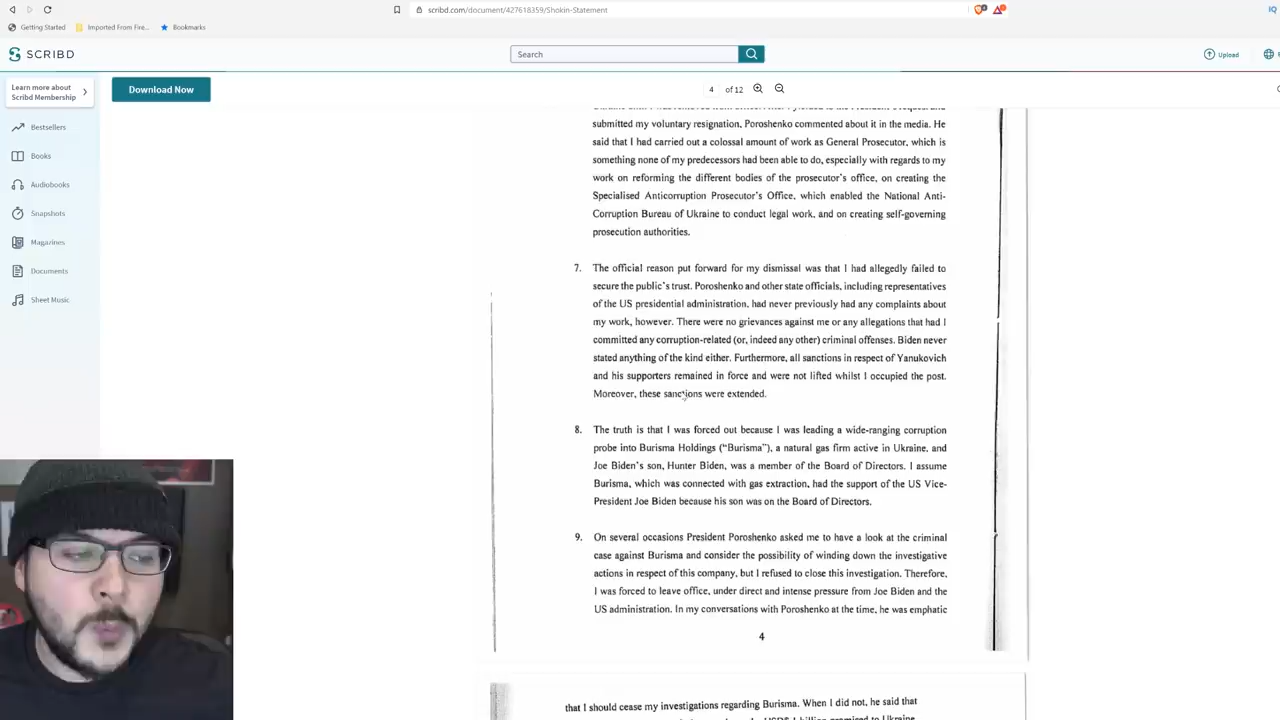 scribd.com/document/427618359/Shokin-Statement
Getting Started
Imported From Fire...
Bookmarks
SCRIBD
Search
Upload
Learn more about
Scribd Membership
Download Now
4 of 12
Bestsellers
Books
Audiobooks
Snapshots
Magazines
Documents
Sheet Music
submitted my voluntary resignation, Poroshenko commented about it in the media. He
said that I had carried out a colossal amount of work as General Prosecutor, which is
something none of my predecessors had been able to do, especially with regards to my
work on reforming the different bodies of the prosecutor's office, on creating the
Specialised Anticorruption Prosecutor's Office, which enabled the National Anti-
Corruption Bureau of Ukraine to conduct legal work, and on creating self-governing
prosecution authorities.
7. The official reason put forward for my dismissal was that I had allegedly failed to
secure the public's trust. Poroshenko and other state officials, including representatives
of the US presidential administration, had never previously had any complaints about
my work, however. There were no grievances against me or any allegations that had I
committed any corruption-related (or, indeed any other) criminal offenses. Biden never
stated anything of the kind either. Furthermore, all sanctions in respect of Yanukovich
and his supporters remained in force and were not lifted whilst I occupied the post.
Moreover, these sanctions were extended.
8. The truth is that I was forced out because I was leading a wide-ranging corruption
probe into Burisma Holdings ("Burisma"), a natural gas firm active in Ukraine, and
Joe Biden's son, Hunter Biden, was a member of the Board of Directors. I assume
Burisma, which was connected with gas extraction, had the support of the US Vice-
President Joe Biden because his son was on the Board of Directors.
9. On several occasions President Poroshenko asked me to have a look at the criminal
case against Burisma and consider the possibility of winding down the investigative
actions in respect of this company, but I refused to close this investigation. Therefore,
I was forced to leave office, under direct and intense pressure from Joe Biden and the
US administration. In my conversations with Poroshenko at the time, he was emphatic
4
that I should cease my investigations regarding Burisma. When I did not, he said that